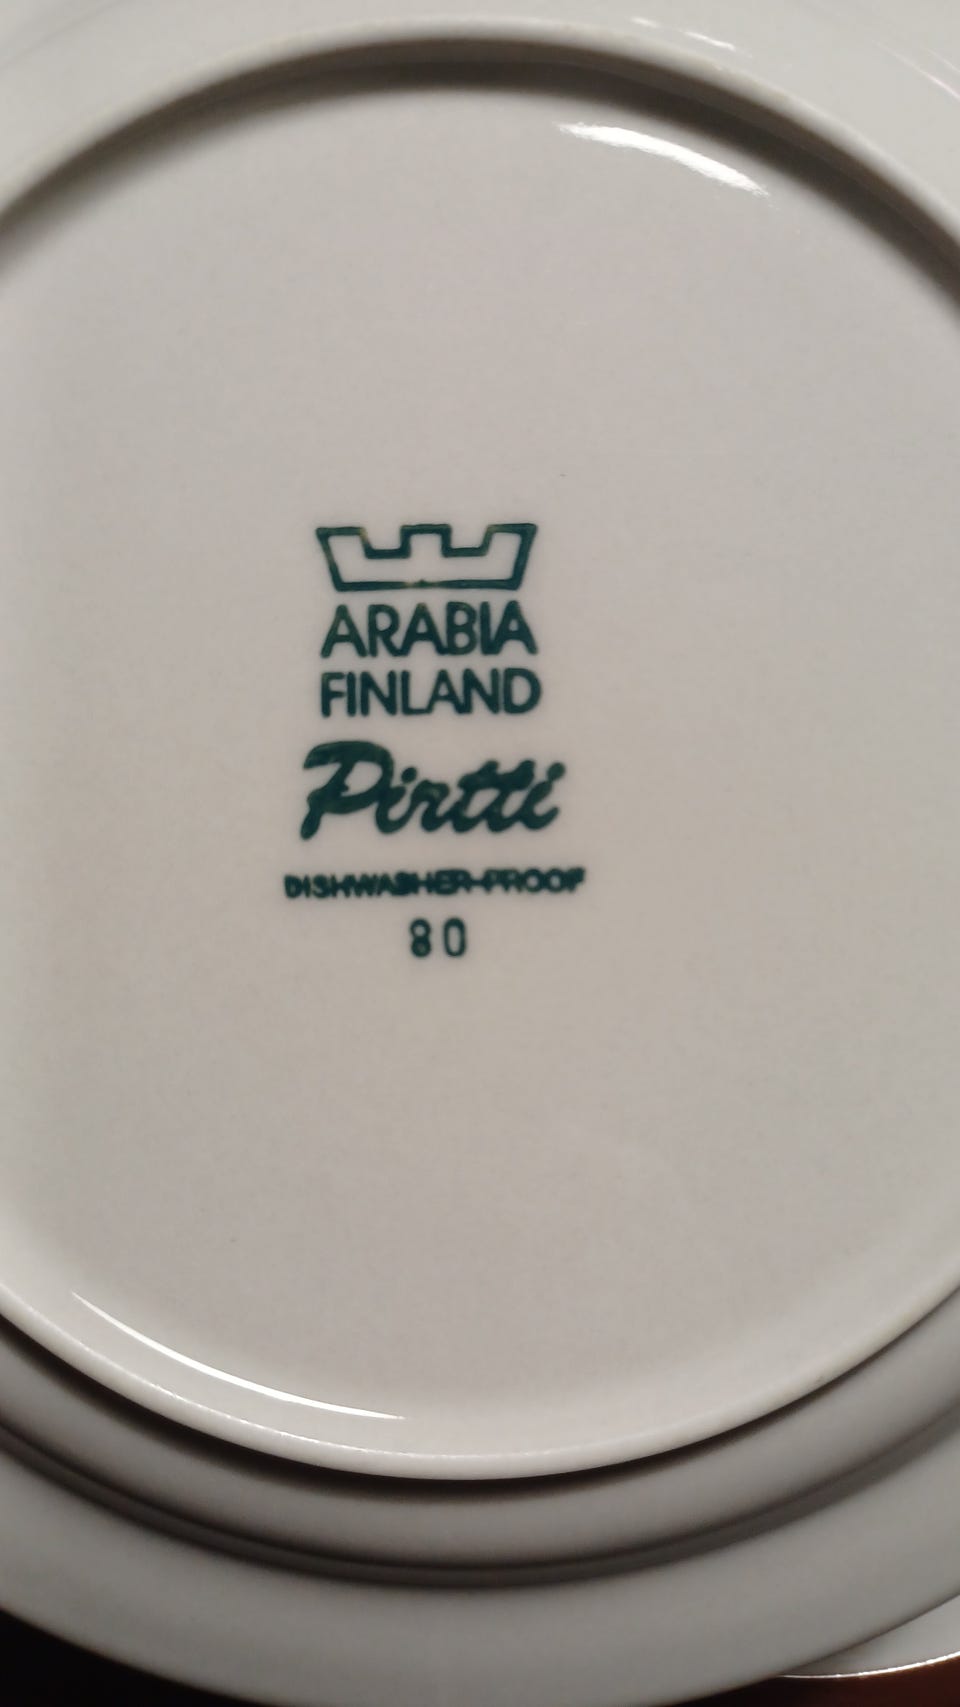 ARABIA
FINLAND
Pirtti
DISHWASHER-PROOF
80